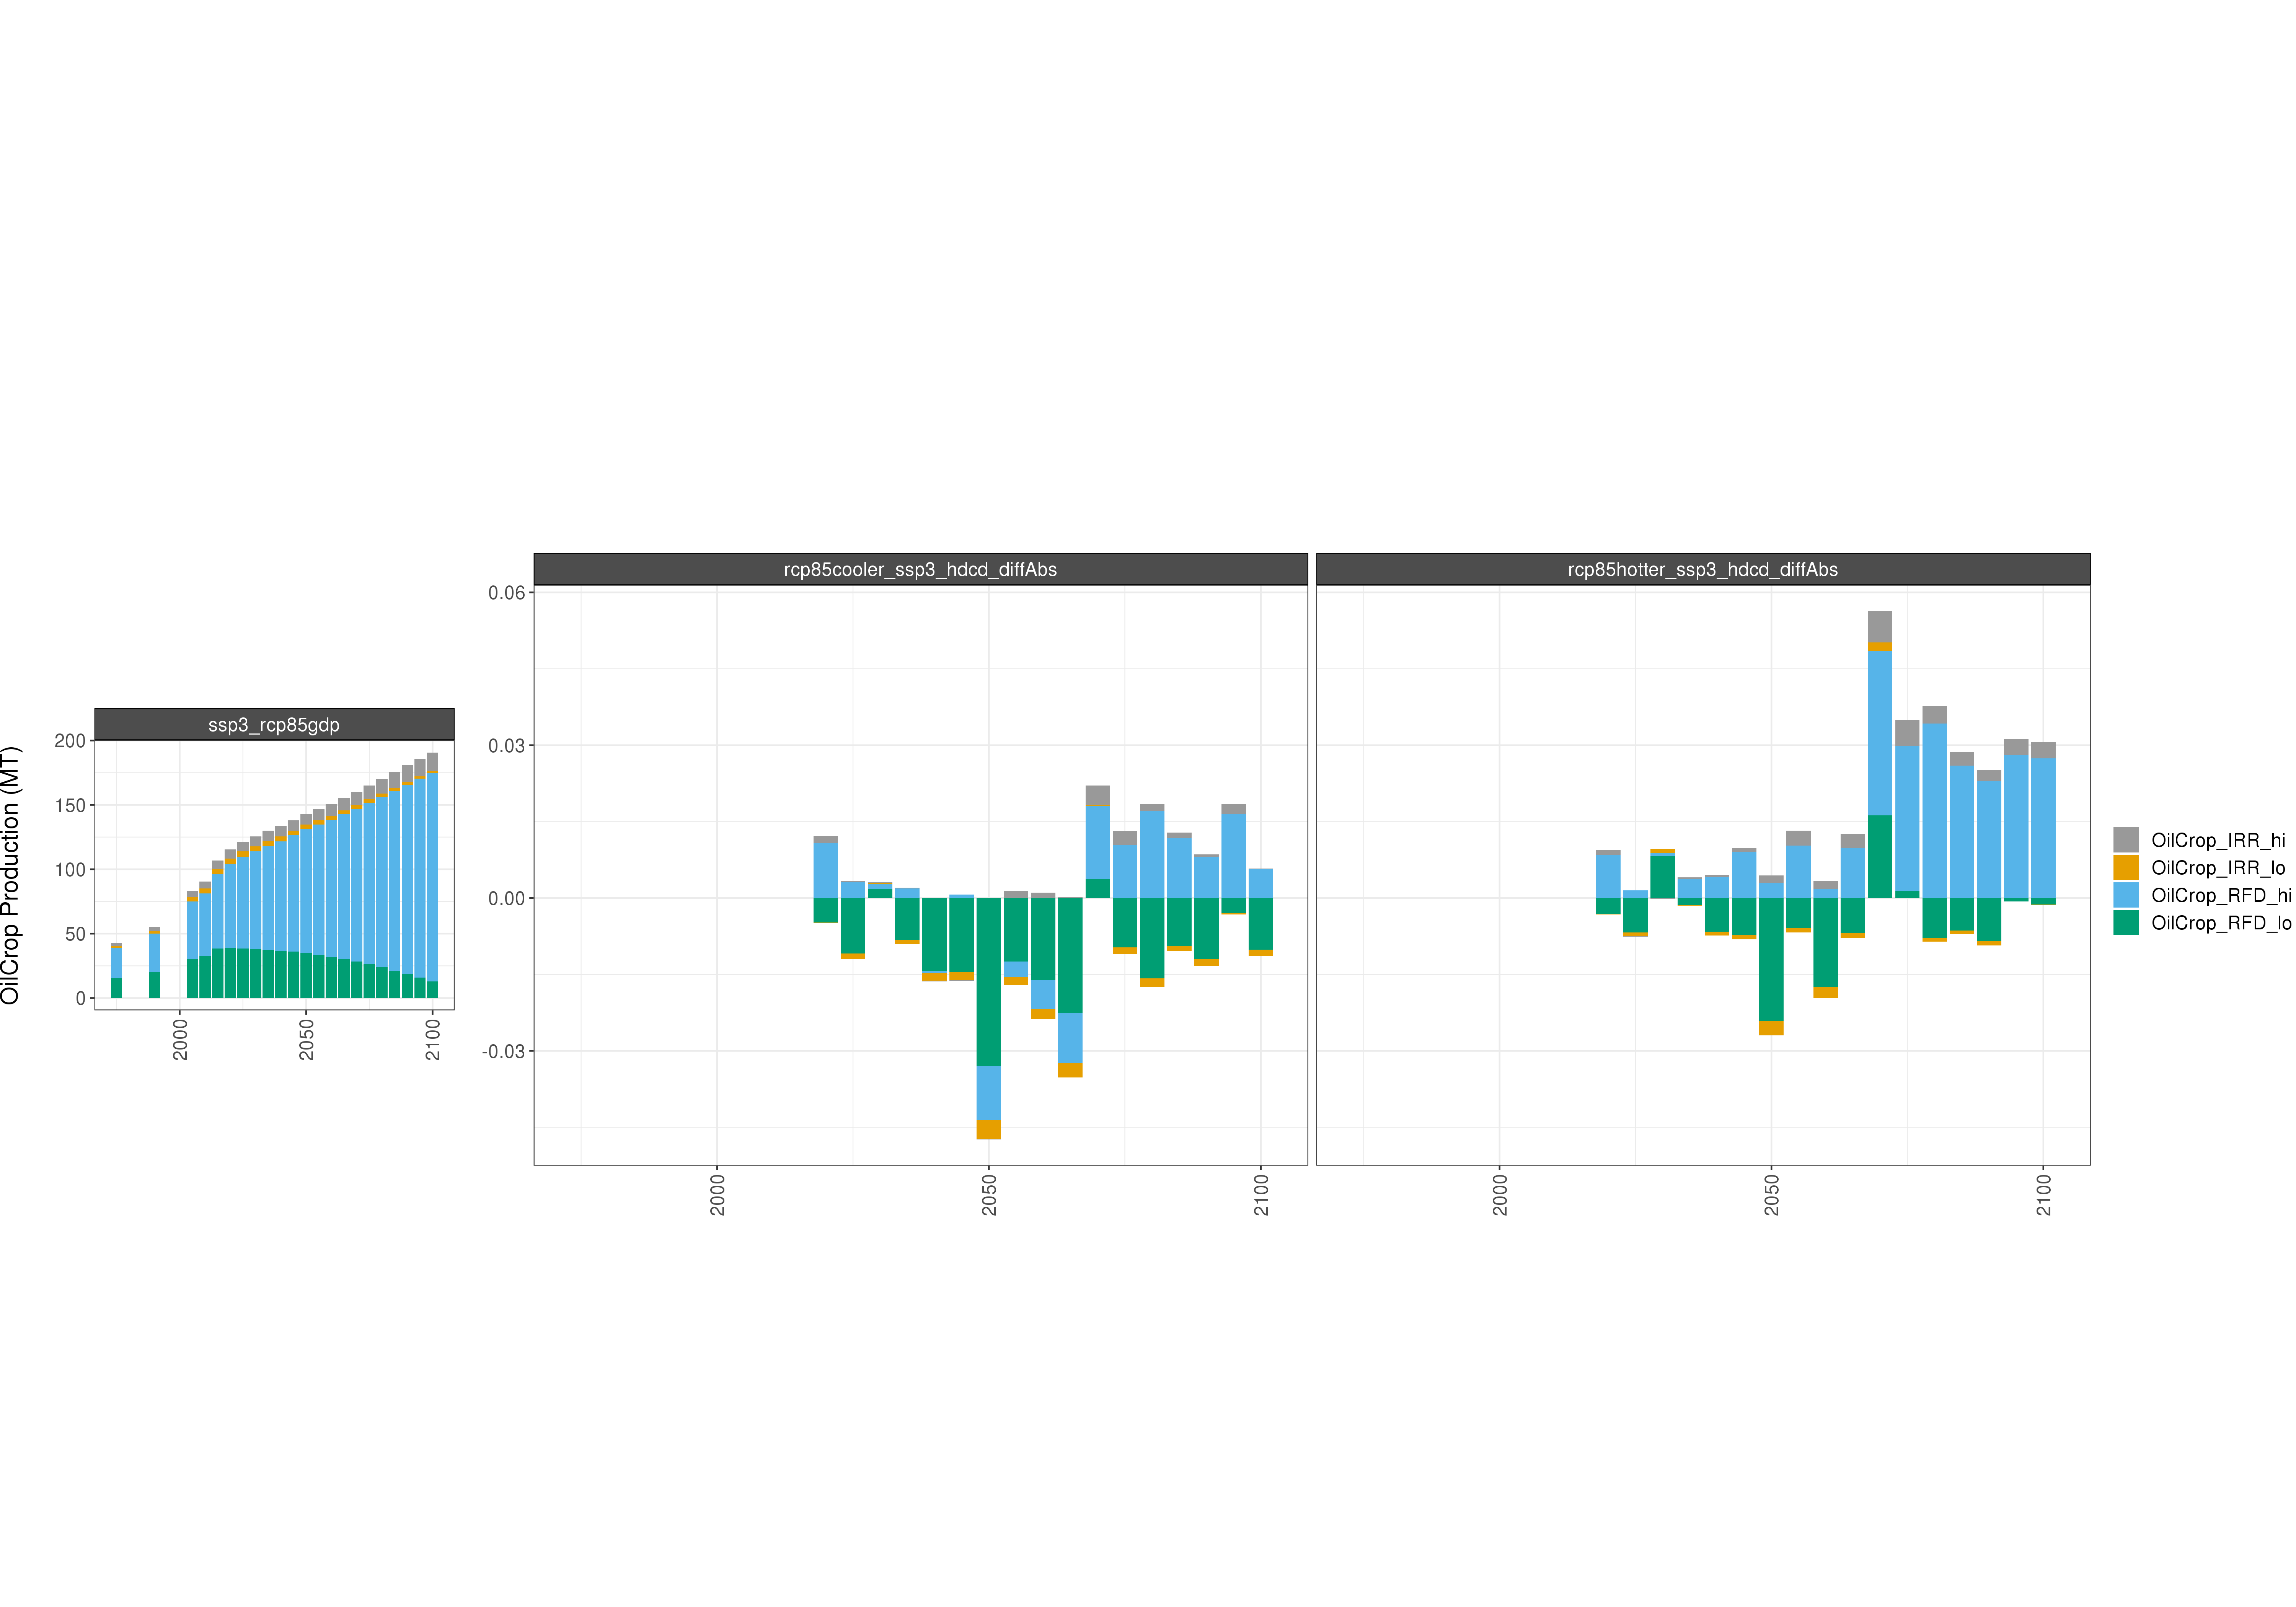 OilCrop Production (MT)
ssp3_rcp85gdp
200
150
100
50
0
2000
2050
2100
rcp85cooler_ssp3_hdcd_diffAbs
rcp85hotter_ssp3_hdcd_diffAbs
0.06
0.03
0.00
-0.03
2000
2050
2100
2000
2050
2100
OilCrop_IRR_hi
OilCrop_IRR_lo
OilCrop_RFD_hi
OilCrop_RFD_lo